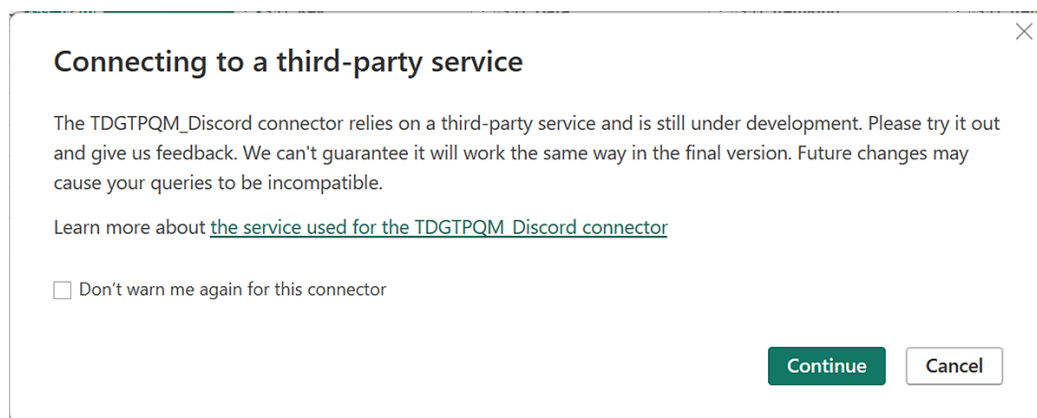 Connecting to a third-party service
The TDGTPQM_Discord connector relies on a third-party service and is still under development. Please try it out
and give us feedback. We can't guarantee it will work the same way in the final version. Future changes may
cause your queries to be incompatible.
Learn more about the service used for the TDGTPQM_Discord connector
Don't warn me again for this connector
Continue Cancel